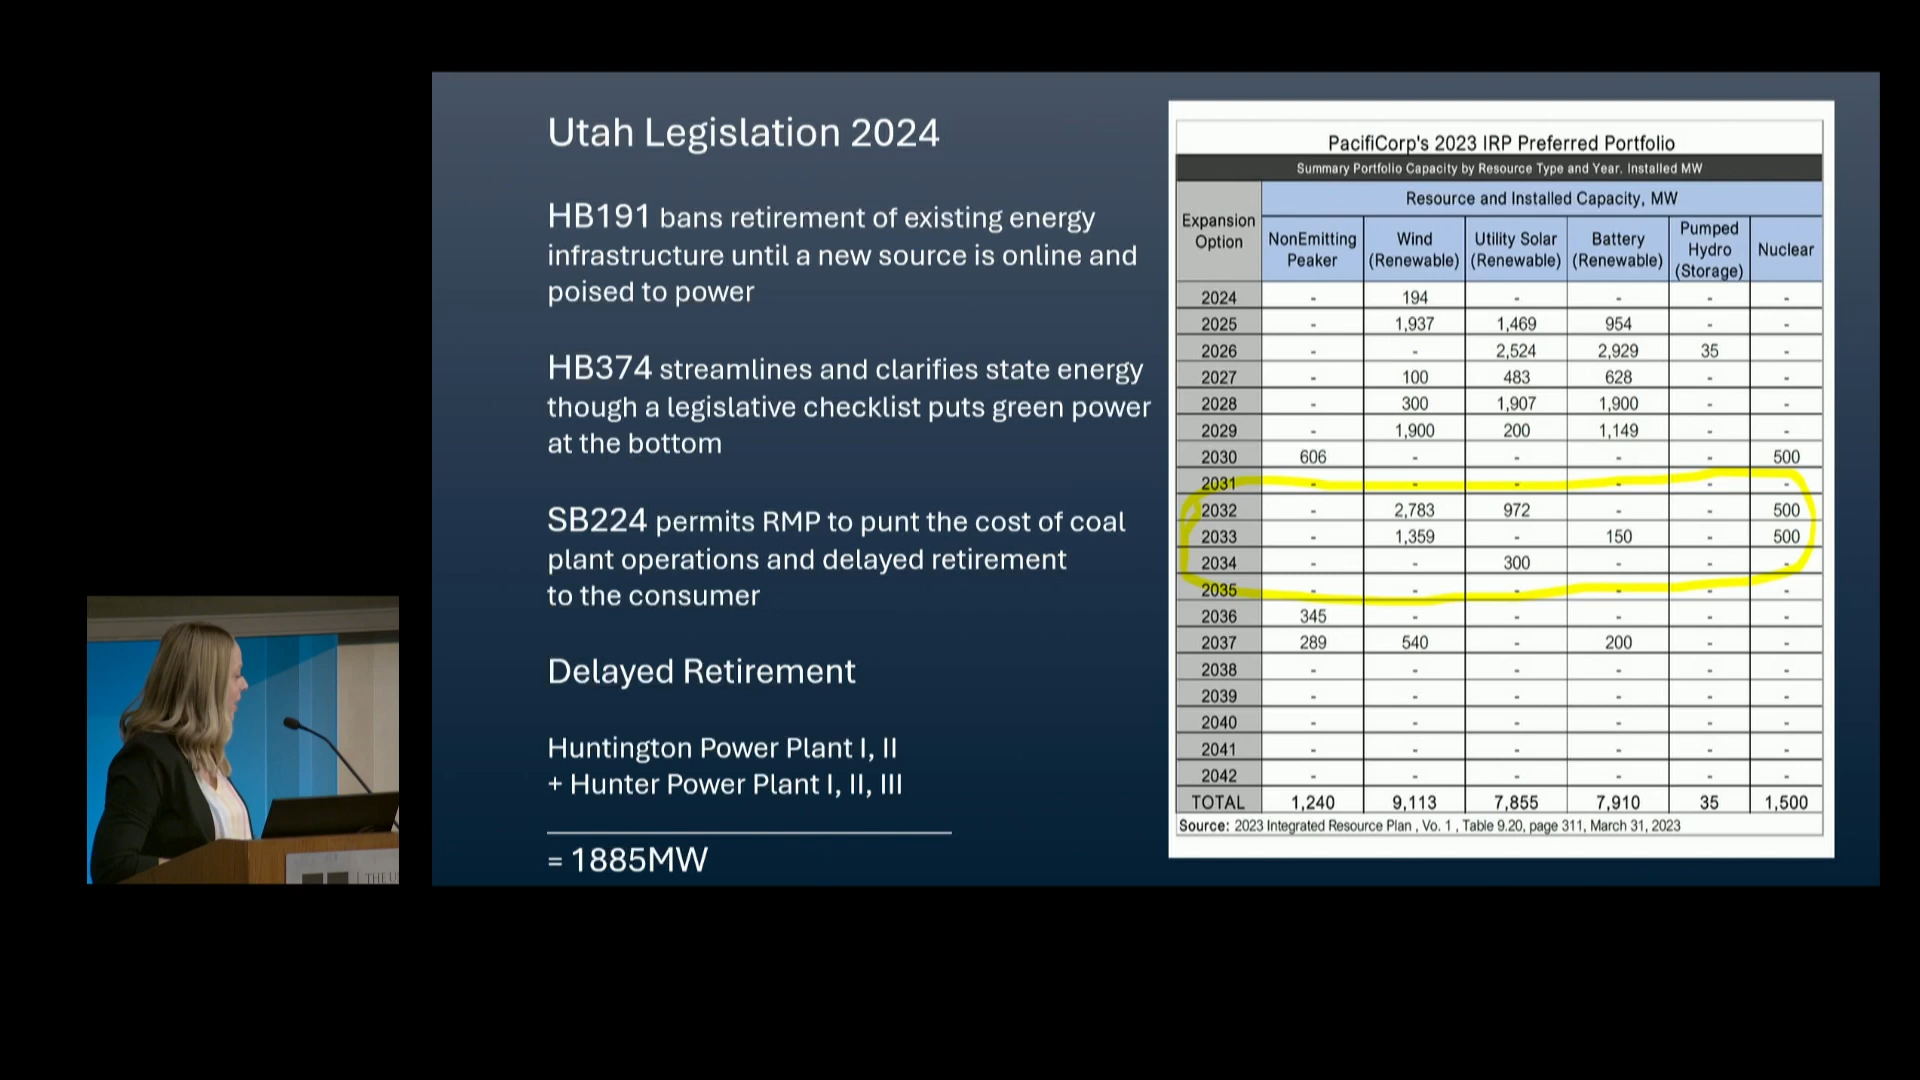 Utah Legislation 2024
HB191 bans retirement of existing energy
infrastructure until a new source is online and
poised to power
HB374 streamlines and clarifies state energy
though a legislative checklist puts green power
at the bottom
SB224 permits RMP to punt the cost of coal
plant operations and delayed retirement
to the consumer
Delayed Retirement
Huntington Power Plant I, II
+ Hunter Power Plant I, II, III
= 1885MW
PacifiCorp's 2023 IRP Preferred Portfolio
Summary Portfolio Capacity by Resource Type and Year. Installed MW
Expansion Option
Resource and Installed Capacity, MW
NonEmitting Peaker Wind (Renewable) Utility Solar (Renewable) Battery (Renewable) Pumped Hydro (Storage) Nuclear
2024 - 194 - - - -
2025 - 1,937 1,469 954 - -
2026 - - 2,524 2,929 35 -
2027 - 100 483 628 - -
2028 - 300 1,907 1,900 - -
2029 - 1,900 200 1,149 - -
2030 606 - - - - 500
2031 - - - - - -
2032 - 2,783 972 - - 500
2033 - 1,359 - 150 - 500
2034 - - 300 - - -
2035 - - - - - -
2036 345 - - - - -
2037 289 540 - 200 - -
2038 - - - - - -
2039 - - - - - -
2040 - - - - - -
2041 - - - - - -
2042 - - - - - -
TOTAL 1,240 9,113 7,855 7,910 35 1,500
Source: 2023 Integrated Resource Plan , Vo. 1 , Table 9.20, page 311, March 31, 2023
THE U